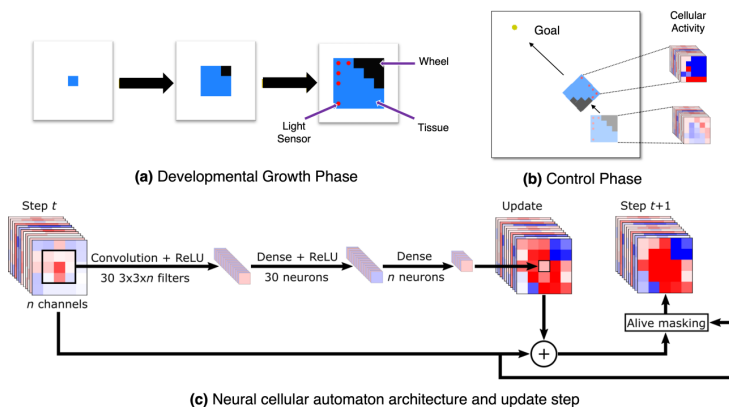 Wheel
Light
Sensor
Tissue
(a) Developmental Growth Phase
Goal
Cellular
Activity
(b) Control Phase
Step t
Convolution + ReLU
30 3x3xn filters
Dense + ReLU
30 neurons
Dense
n neurons
n channels
Update
Step t+1
Alive masking
+
(c) Neural cellular automaton architecture and update step